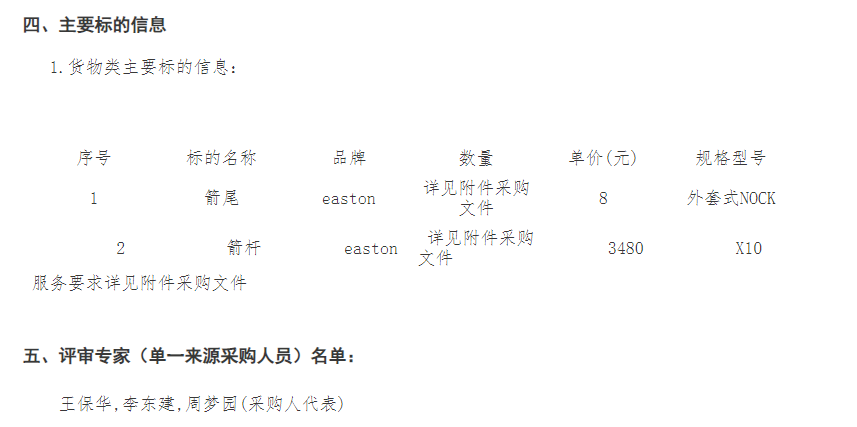 四、主要标的信息
1.货物类主要标的信息:
序号 标的名称 品牌 数量 单价(元) 规格型号
1 箭尾 easton 详见附件采购文件 8 外套式NOCK
2 箭杆 easton 详见附件采购文件 3480 X10
服务要求详见附件采购文件
五、评审专家（单一来源采购人员）名单：
王保华,李东建,周梦园(采购人代表)